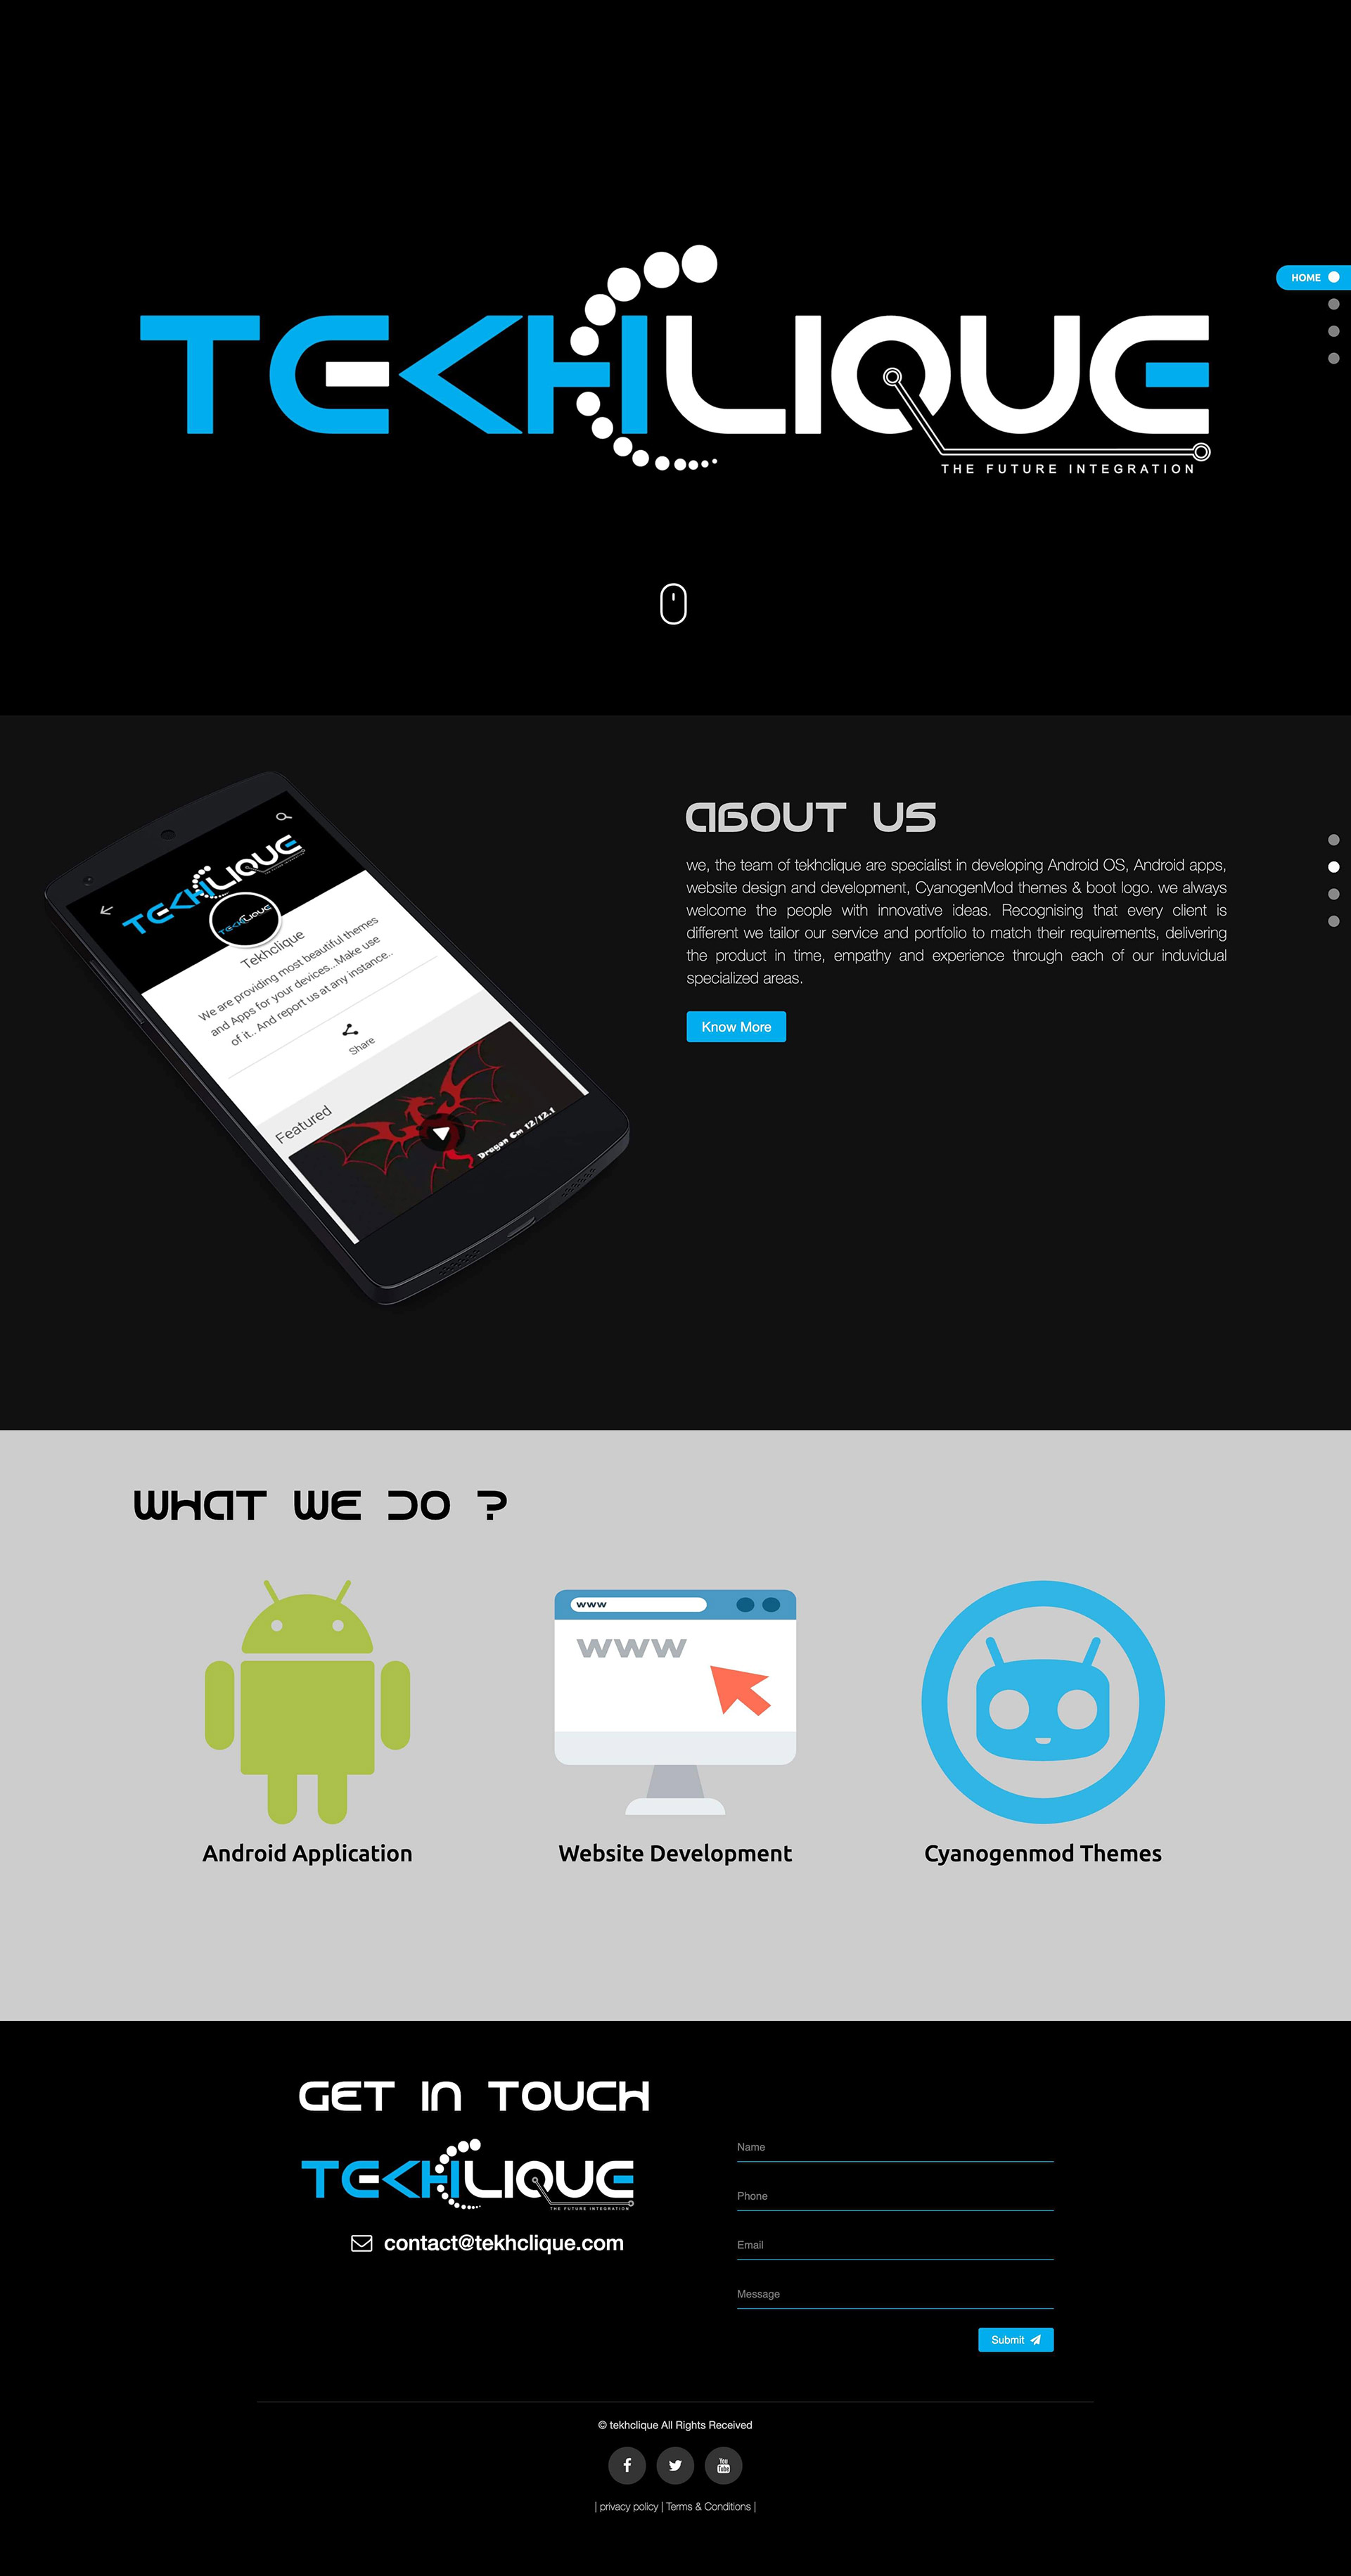 TEKHCLIQUE
THE FUTURE INTEGRATION
HOME
ABOUT US
we, the team of tekhclique are specialist in developing Android OS, Android apps,
website design and development, CyanogenMod themes & boot logo. we always
welcome the people with innovative ideas. Recognising that every client is
different we tailor our service and portfolio to match their requirements, delivering
the product in time, empathy and experience through each of our induvidual
specialized areas.
Know More
TEKHCLIQUE
TEKHCLIQUE
Tekhclique
We are providing most beautiful themes
and Apps for your devices...Make use
of it.. And report us at any instance..
Share
Featured
Dragon Cm 12/12.1
WHAT WE DO ?
www
www
Android Application
Website Development
Cyanogenmod Themes
GET IN TOUCH
TEKHCLIQUE
THE FUTURE INTEGRATION
contact@tekhclique.com
Name
Phone
Email
Message
Submit
© tekhclique All Rights Received
You
Tube
| privacy policy | Terms & Conditions |